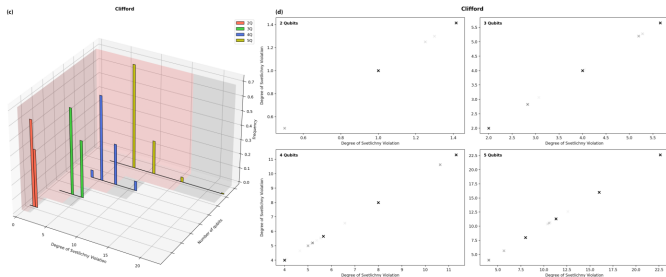 (c)
Clifford
2Q
3Q
4Q
5Q
0.7
0.6
0.5
0.4
0.3
0.2
0.1
0.0
Frequency
0
5
10
15
20
Degree of Svetlichny Violation
Number of qubits
(d)
Clifford
2 Qubits
1.4
1.2
1.0
0.8
0.6
0.6 0.8 1.0 1.2 1.4
Degree of Svetlichny Violation
Degree of Svetlichny Violation
3 Qubits
5.5
5.0
4.5
4.0
3.5
3.0
2.5
2.0
2.0 2.5 3.0 3.5 4.0 4.5 5.0 5.5
Degree of Svetlichny Violation
Degree of Svetlichny Violation
4 Qubits
11
10
9
8
7
6
5
4
4 5 6 7 8 9 10 11
Degree of Svetlichny Violation
Degree of Svetlichny Violation
5 Qubits
22.5
20.0
17.5
15.0
12.5
10.0
7.5
5.0
5.0 7.5 10.0 12.5 15.0 17.5 20.0 22.5
Degree of Svetlichny Violation
Degree of Svetlichny Violation